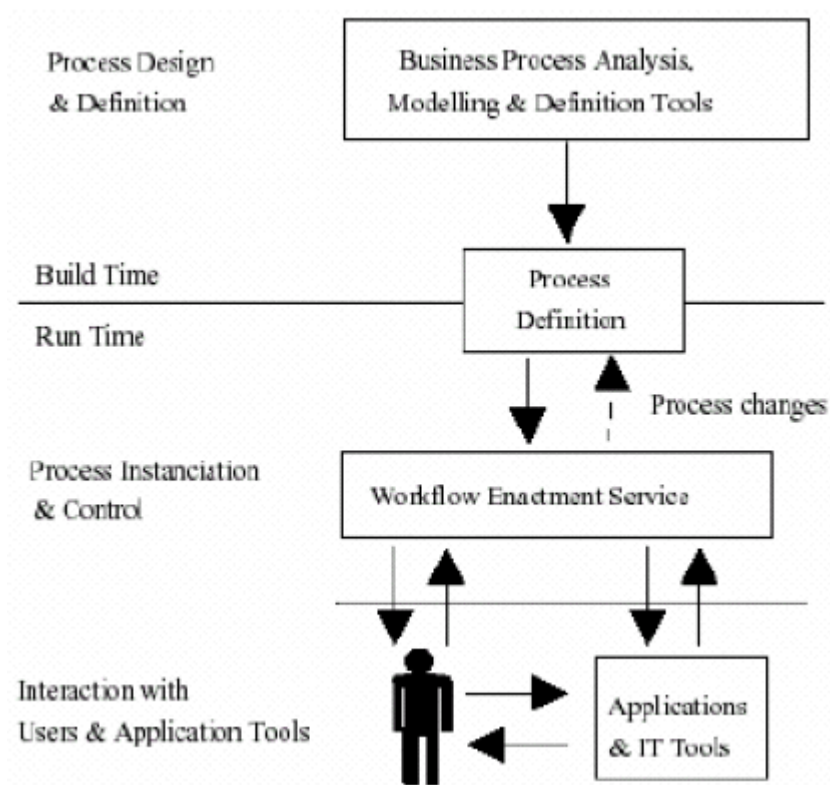 Process Design
& Definition
Business Process Analysis,
Modelling & Definition Tools
Build Time
Process
Definition
Run Time
Process changes
Process Instanciation
& Control
Workflow Enactment Service
Interaction with
Users & Application Tools
Applications
& IT Tools